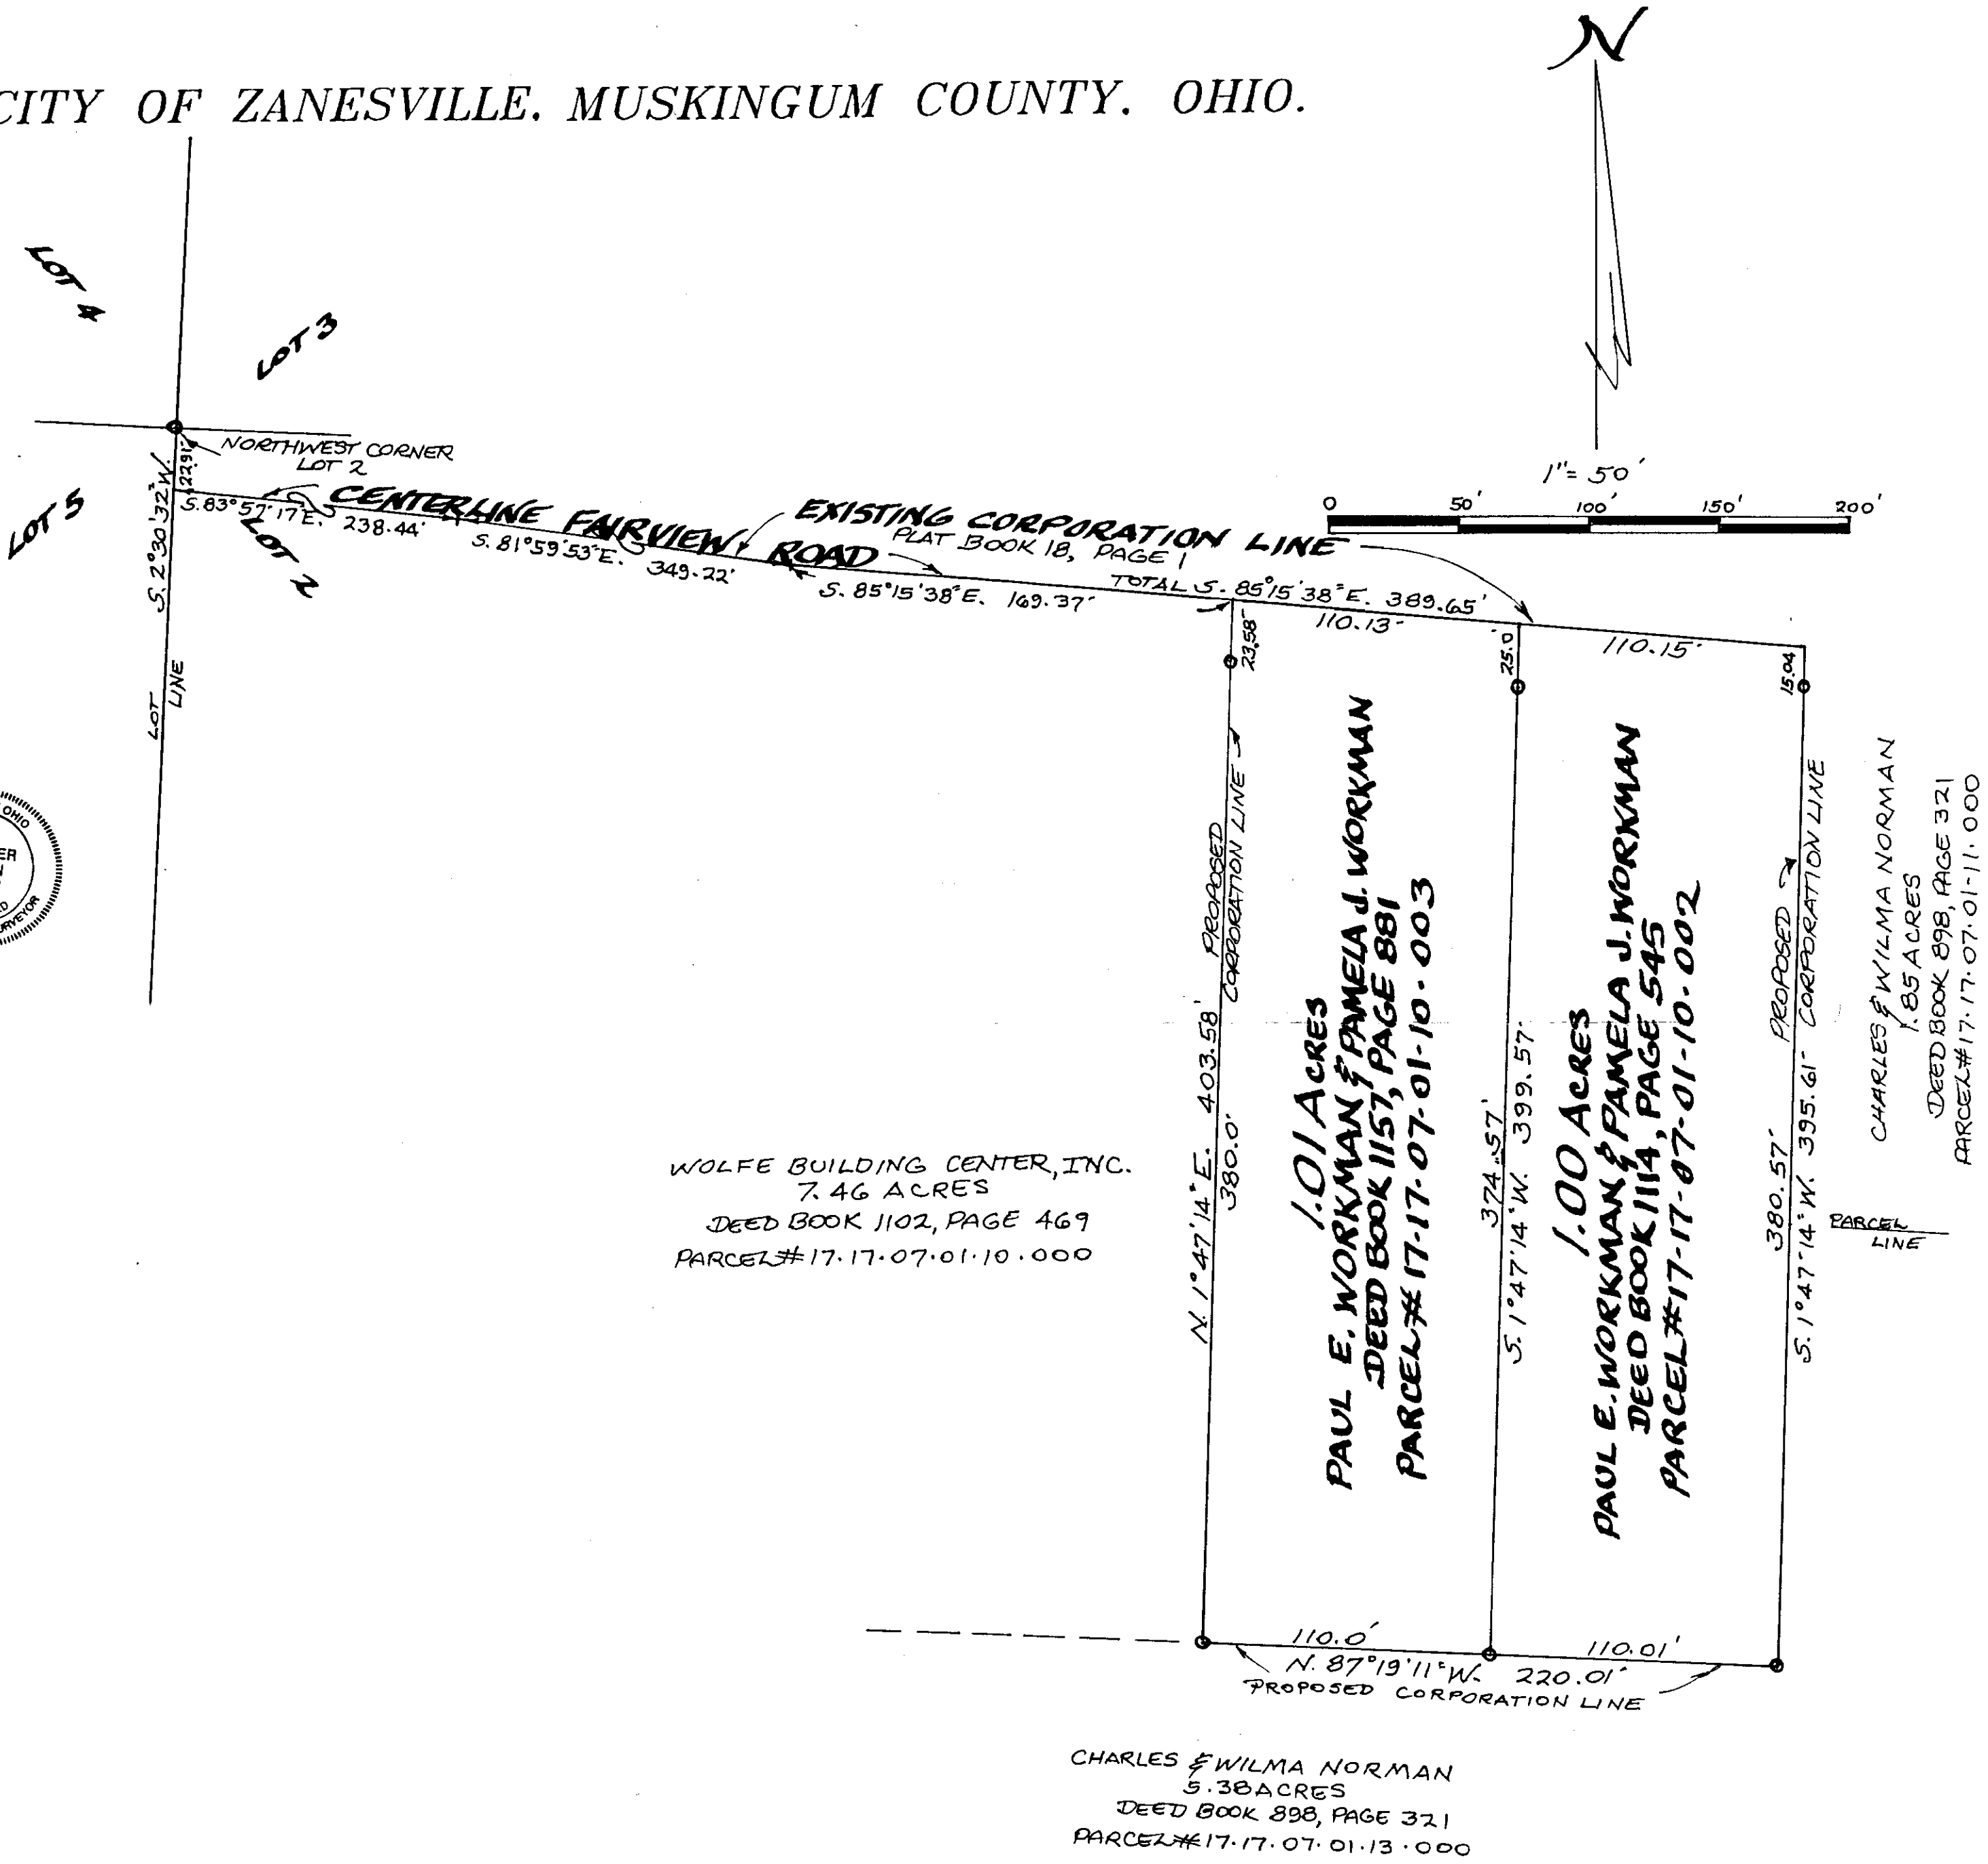 CITY OF ZANESVILLE. MUSKINGUM COUNTY. OHIO.
N
LOT 4
LOT 3
NORTHWEST CORNER
LOT 2
LOT 5
S. 2°30'32"W.
LOT
LINE
S. 83°57'17"E. 238.44'
LOT 2
CENTERLINE FAIRVIEW ROAD
S. 81°59'53"E. 349.22'
EXISTING CORPORATION LINE
PLAT BOOK 18, PAGE 1
S. 85°15'38"E. 169.37'
TOTAL S. 85°15'38"E. 389.65'
110.13'
110.15'
1"= 50'
0 50' 100' 150' 200'
23.58'
25.0'
15.04
OHIO
ER
SURVEYOR
PROPOSED
CORPORATION LINE
N. 1°47'14"E. 403.58'
380.0'
1.01 ACRES
PAUL E. WORKMAN & PAMELA J. WORKMAN
DEED BOOK 1157, PAGE 881
PARCEL# 17-17-07-01-10-003
374.57'
S. 1°47'14"W. 399.57'
1.00 ACRES
PAUL E. WORKMAN & PAMELA J. WORKMAN
DEED BOOK 1114, PAGE 545
PARCEL#17-17-07-01-10-002
380.57' PROPOSED
S. 1°47'14"W. 395.61' CORPORATION LINE
CHARLES & WILMA NORMAN
1.85 ACRES
DEED BOOK 898, PAGE 321
PARCEL#17.17.07.01-11.000
PARCEL
LINE
WOLFE BUILDING CENTER, INC.
7.46 ACRES
DEED BOOK 1102, PAGE 469
PARCEL#17.17.07.01.10.000
110.0'
110.01'
N. 87°19'11"W. 220.01'
PROPOSED CORPORATION LINE
CHARLES & WILMA NORMAN
5.38 ACRES
DEED BOOK 898, PAGE 321
PARCEL#17.17.07.01.13.000